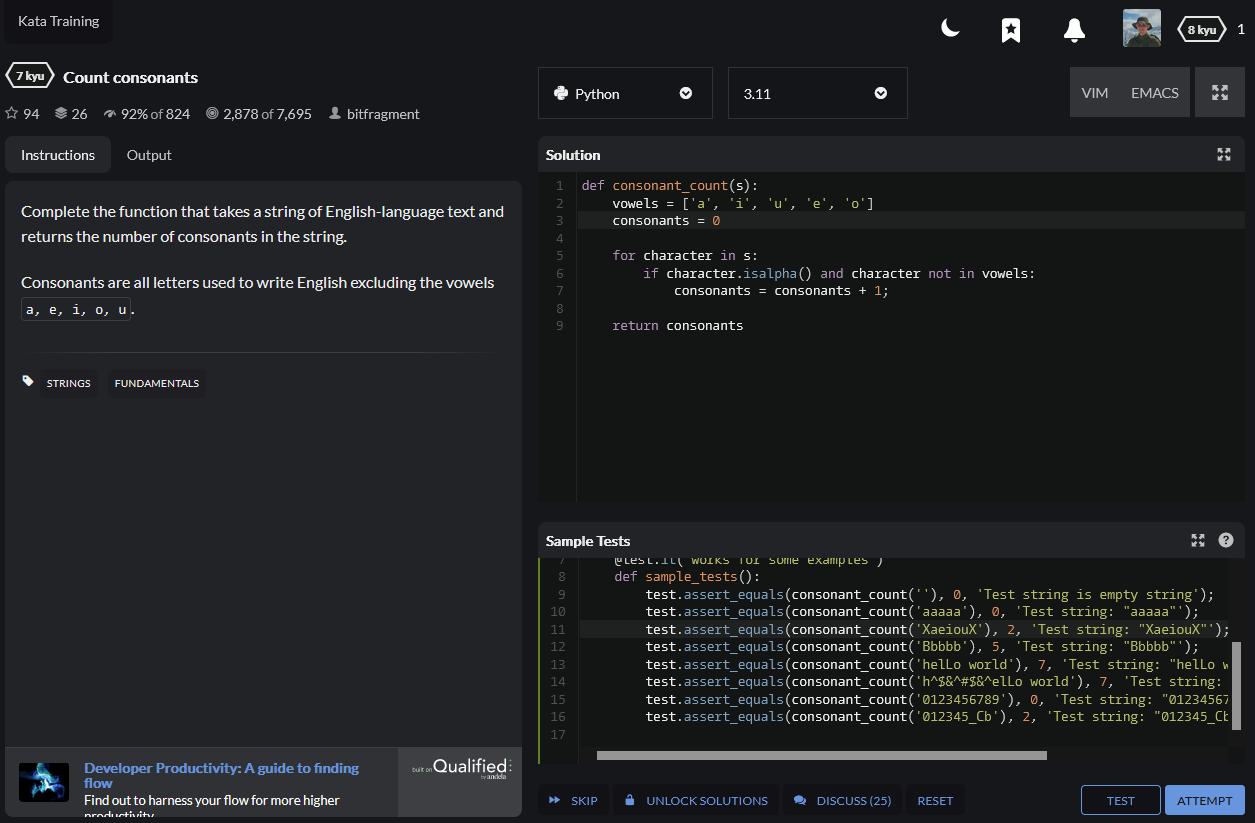 Kata Training
8 kyu 1
7 kyu Count consonants
94 26 92% of 824 2,878 of 7,695 bitfragment
Instructions Output
Complete the function that takes a string of English-language text and
returns the number of consonants in the string.
Consonants are all letters used to write English excluding the vowels
a, e, i, o, u.
STRINGS FUNDAMENTALS
Developer Productivity: A guide to finding
flow
Find out to harness your flow for more higher
productivity.
built on Qualified
by andela
Python 3.11 VIM EMACS
Solution
1 def consonant_count(s):
2 vowels = ['a', 'i', 'u', 'e', 'o']
3 consonants = 0
4
5 for character in s:
6 if character.isalpha() and character not in vowels:
7 consonants = consonants + 1;
8
9 return consonants
Sample Tests
7 @test.it('works for some examples')
8 def sample_tests():
9 test.assert_equals(consonant_count(''), 0, 'Test string is empty string');
10 test.assert_equals(consonant_count('aaaaa'), 0, 'Test string: "aaaaa"');
11 test.assert_equals(consonant_count('XaeiouX'), 2, 'Test string: "XaeiouX"');
12 test.assert_equals(consonant_count('Bbbbb'), 5, 'Test string: "Bbbbb"');
13 test.assert_equals(consonant_count('helLo world'), 7, 'Test string: "helLo w
14 test.assert_equals(consonant_count('h^$&^#$&^elLo world'), 7, 'Test string:
15 test.assert_equals(consonant_count('0123456789'), 0, 'Test string: "01234567
16 test.assert_equals(consonant_count('012345_Cb'), 2, 'Test string: "012345_Cb
17
SKIP UNLOCK SOLUTIONS DISCUSS (25) RESET TEST ATTEMPT